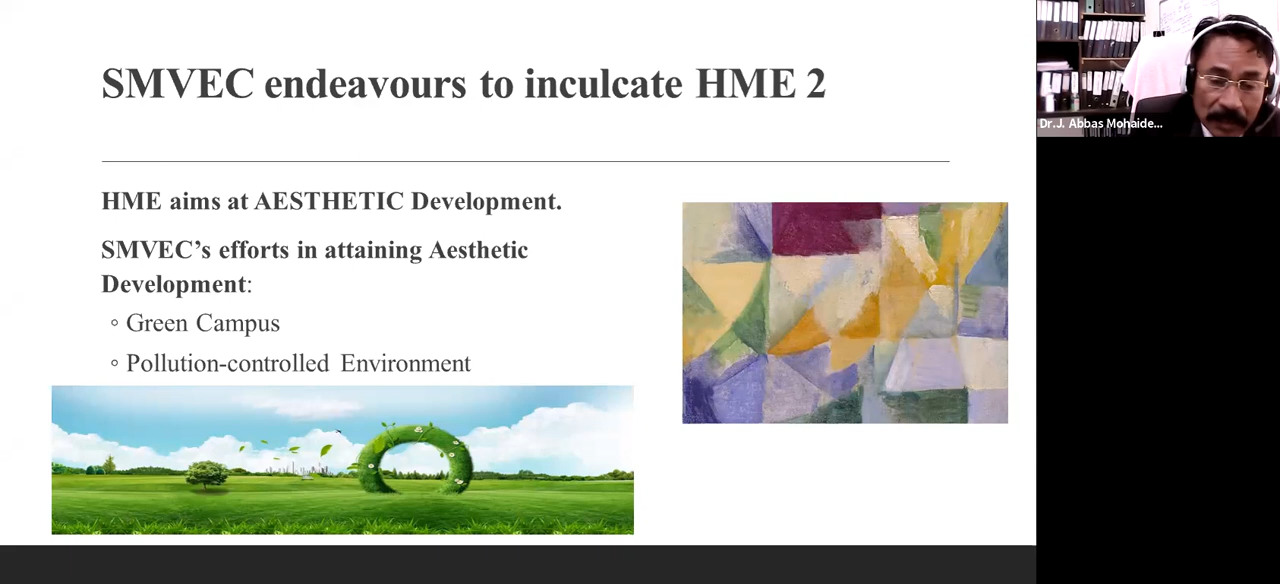 SMVEC endeavours to inculcate HME 2
HME aims at AESTHETIC Development.
SMVEC’s efforts in attaining Aesthetic
Development:
◦ Green Campus
◦ Pollution-controlled Environment
Dr.J. Abbas Mohaide...